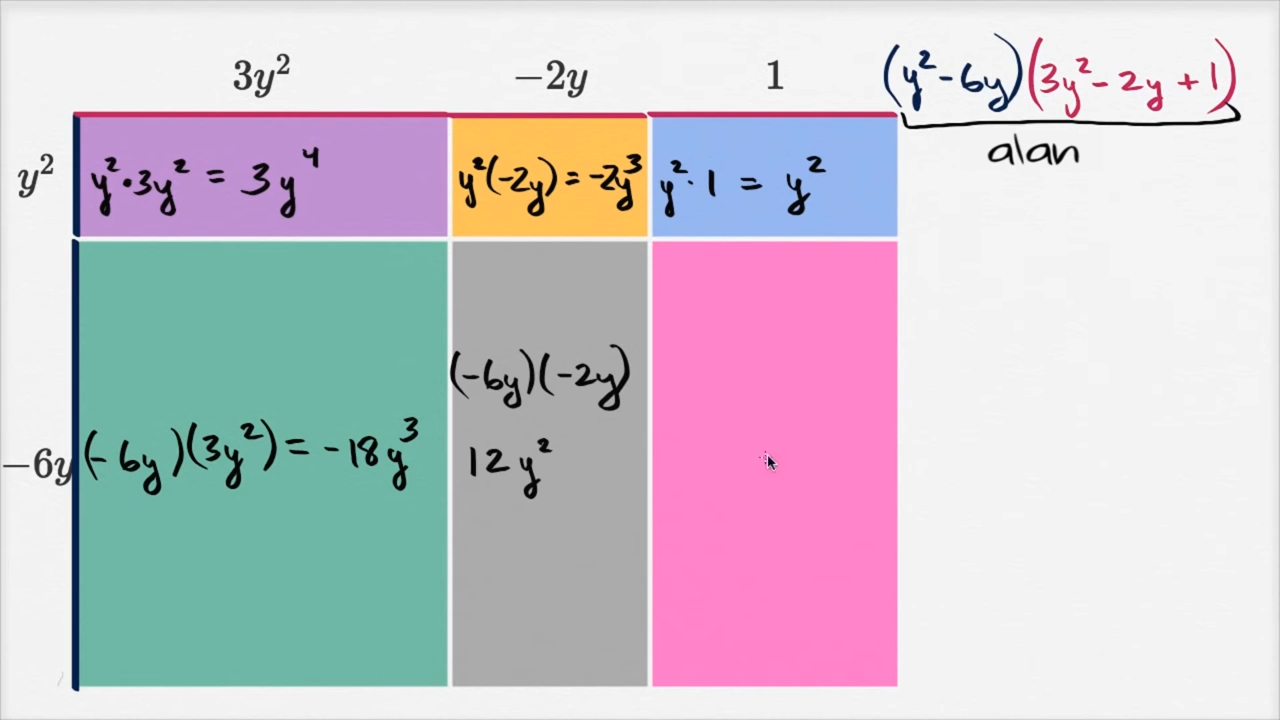 3y² −2y 1 (y²-6y)(3y²-2y+1)
alan
y² y²·3y² = 3y⁴ y²(-2y)=-2y³ y²·1 = y²
(-6y)(-2y)
−6y (-6y)(3y²)=-18y³ 12y²